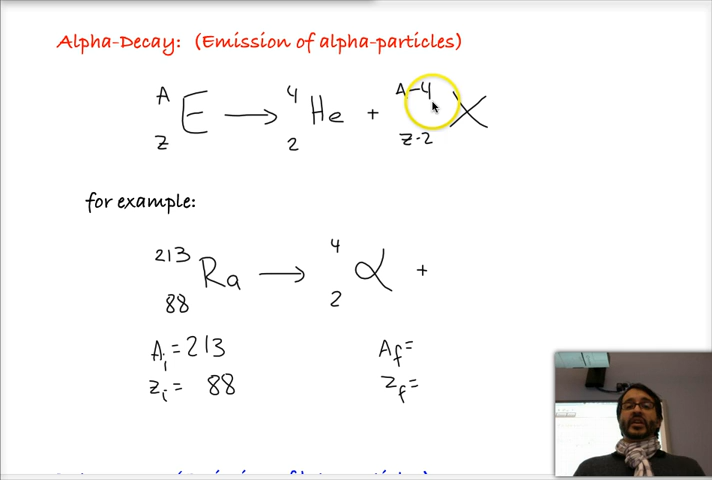 Alpha-Decay: (Emission of alpha-particles)
A Z E → 4 2 He + A-4 Z-2 X
for example:
213 88 Ra → 4 2 α +
Ai = 213 Af =
Zi = 88 Zf =